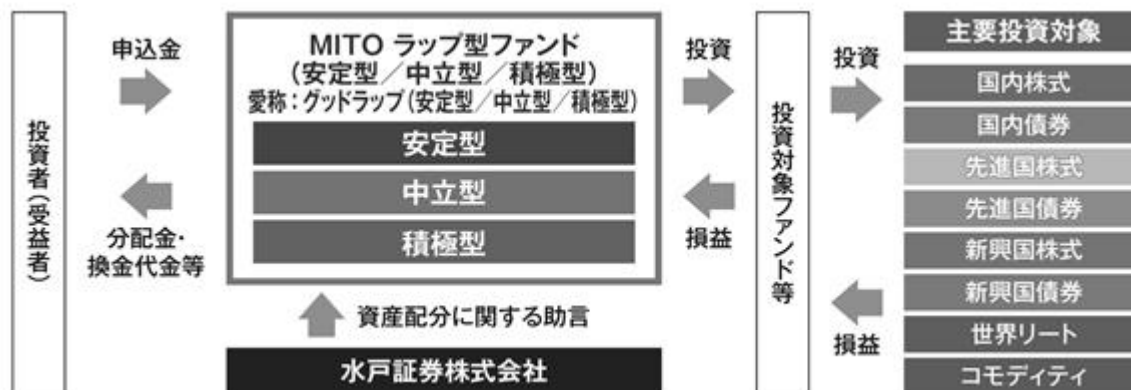 投資者（受益者）
申込金
分配金・
換金代金等
MITO ラップ型ファンド
（安定型／中立型／積極型）
愛称：グッドラップ（安定型／中立型／積極型）
安定型
中立型
積極型
資産配分に関する助言
水戸証券株式会社
投資
損益
投資対象ファンド等
投資
損益
主要投資対象
国内株式
国内債券
先進国株式
先進国債券
新興国株式
新興国債券
世界リート
コモディティ